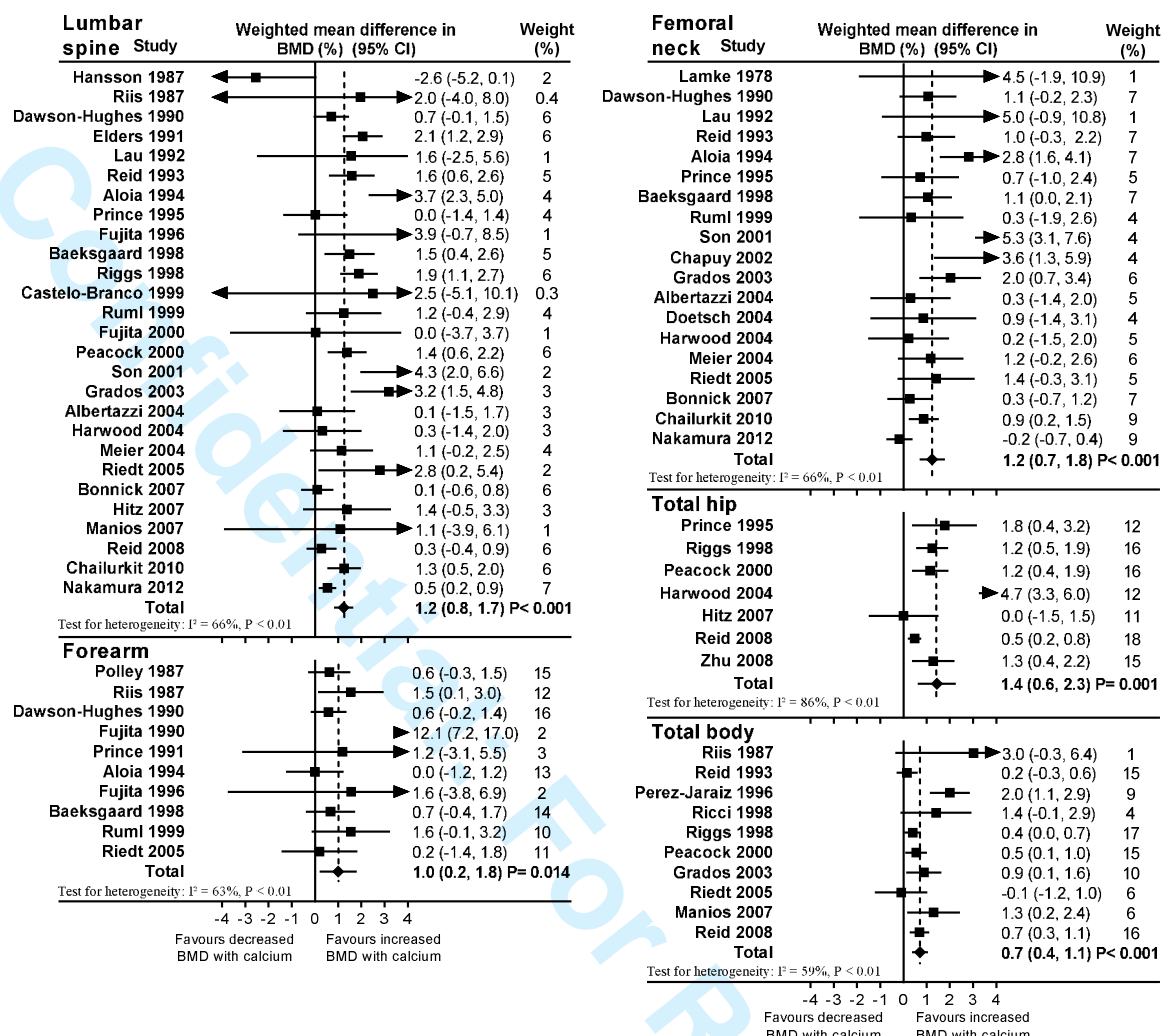 Lumbar spine Study Weighted mean difference in BMD (%) (95% CI) Weight (%)
Hansson 1987 -2.6 (-5.2, 0.1) 2
Riis 1987 2.0 (-4.0, 8.0) 0.4
Dawson-Hughes 1990 0.7 (-0.1, 1.5) 6
Elders 1991 2.1 (1.2, 2.9) 6
Lau 1992 1.6 (-2.5, 5.6) 1
Reid 1993 1.6 (0.6, 2.6) 5
Aloia 1994 3.7 (2.3, 5.0) 4
Prince 1995 0.0 (-1.4, 1.4) 4
Fujita 1996 3.9 (-0.7, 8.5) 1
Baeksgaard 1998 1.5 (0.4, 2.6) 5
Riggs 1998 1.9 (1.1, 2.7) 6
Castelo-Branco 1999 2.5 (-5.1, 10.1) 0.3
Ruml 1999 1.2 (-0.4, 2.9) 4
Fujita 2000 0.0 (-3.7, 3.7) 1
Peacock 2000 1.4 (0.6, 2.2) 6
Son 2001 4.3 (2.0, 6.6) 2
Grados 2003 3.2 (1.5, 4.8) 3
Albertazzi 2004 0.1 (-1.5, 1.7) 3
Harwood 2004 0.3 (-1.4, 2.0) 3
Meier 2004 1.1 (-0.2, 2.5) 4
Riedt 2005 2.8 (0.2, 5.4) 2
Bonnick 2007 0.1 (-0.6, 0.8) 6
Hitz 2007 1.4 (-0.5, 3.3) 3
Manios 2007 1.1 (-3.9, 6.1) 1
Reid 2008 0.3 (-0.4, 0.9) 6
Chailurkit 2010 1.3 (0.5, 2.0) 6
Nakamura 2012 0.5 (0.2, 0.9) 7
Total 1.2 (0.8, 1.7) P< 0.001
Test for heterogeneity: I² = 66%, P < 0.01
Forearm
Polley 1987 0.6 (-0.3, 1.5) 15
Riis 1987 1.5 (0.1, 3.0) 12
Dawson-Hughes 1990 0.6 (-0.2, 1.4) 16
Fujita 1990 12.1 (7.2, 17.0) 2
Prince 1991 1.2 (-3.1, 5.5) 3
Aloia 1994 0.0 (-1.2, 1.2) 13
Fujita 1996 1.6 (-3.8, 6.9) 2
Baeksgaard 1998 0.7 (-0.4, 1.7) 14
Ruml 1999 1.6 (-0.1, 3.2) 10
Riedt 2005 0.2 (-1.4, 1.8) 11
Total 1.0 (0.2, 1.8) P= 0.014
Test for heterogeneity: I² = 63%, P < 0.01
-4 -3 -2 -1 0 1 2 3 4
Favours decreased BMD with calcium Favours increased BMD with calcium
Femoral neck Study Weighted mean difference in BMD (%) (95% CI) Weight (%)
Lamke 1978 4.5 (-1.9, 10.9) 1
Dawson-Hughes 1990 1.1 (-0.2, 2.3) 7
Lau 1992 5.0 (-0.9, 10.8) 1
Reid 1993 1.0 (-0.3, 2.2) 7
Aloia 1994 2.8 (1.6, 4.1) 7
Prince 1995 0.7 (-1.0, 2.4) 5
Baeksgaard 1998 1.1 (0.0, 2.1) 7
Ruml 1999 0.3 (-1.9, 2.6) 4
Son 2001 5.3 (3.1, 7.6) 4
Chapuy 2002 3.6 (1.3, 5.9) 4
Grados 2003 2.0 (0.7, 3.4) 6
Albertazzi 2004 0.3 (-1.4, 2.0) 5
Doetsch 2004 0.9 (-1.4, 3.1) 4
Harwood 2004 0.2 (-1.5, 2.0) 5
Meier 2004 1.2 (-0.2, 2.6) 6
Riedt 2005 1.4 (-0.3, 3.1) 5
Bonnick 2007 0.3 (-0.7, 1.2) 7
Chailurkit 2010 0.9 (0.2, 1.5) 9
Nakamura 2012 -0.2 (-0.7, 0.4) 9
Total 1.2 (0.7, 1.8) P< 0.001
Test for heterogeneity: I² = 66%, P < 0.01
Total hip
Prince 1995 1.8 (0.4, 3.2) 12
Riggs 1998 1.2 (0.5, 1.9) 16
Peacock 2000 1.2 (0.4, 1.9) 16
Harwood 2004 4.7 (3.3, 6.0) 12
Hitz 2007 0.0 (-1.5, 1.5) 11
Reid 2008 0.5 (0.2, 0.8) 18
Zhu 2008 1.3 (0.4, 2.2) 15
Total 1.4 (0.6, 2.3) P= 0.001
Test for heterogeneity: I² = 86%, P < 0.01
Total body
Riis 1987 3.0 (-0.3, 6.4) 1
Reid 1993 0.2 (-0.3, 0.6) 15
Perez-Jaraiz 1996 2.0 (1.1, 2.9) 9
Ricci 1998 1.4 (-0.1, 2.9) 4
Riggs 1998 0.4 (0.0, 0.7) 17
Peacock 2000 0.5 (0.1, 1.0) 15
Grados 2003 0.9 (0.1, 1.6) 10
Riedt 2005 -0.1 (-1.2, 1.0) 6
Manios 2007 1.3 (0.2, 2.4) 6
Reid 2008 0.7 (0.3, 1.1) 16
Total 0.7 (0.4, 1.1) P< 0.001
Test for heterogeneity: I² = 59%, P < 0.01
-4 -3 -2 -1 0 1 2 3 4
Favours decreased BMD with calcium Favours increased BMD with calcium
Confidential: For R